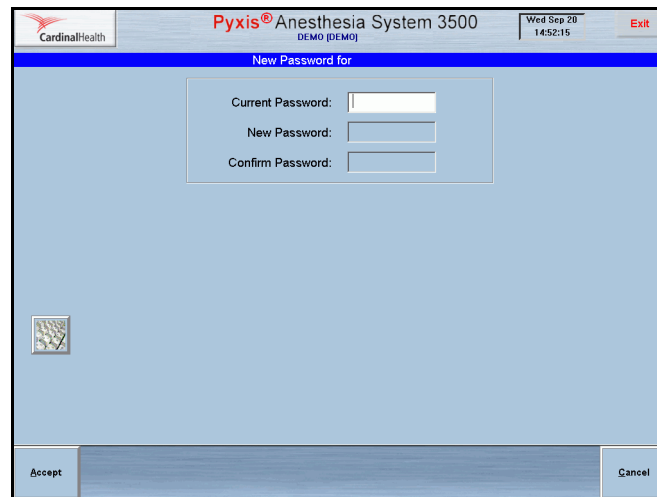 CardinalHealth
Pyxis® Anesthesia System 3500
DEMO [DEMO]
Wed Sep 20
14:52:15
Exit
New Password for
Current Password:
New Password:
Confirm Password:
Accept
Cancel